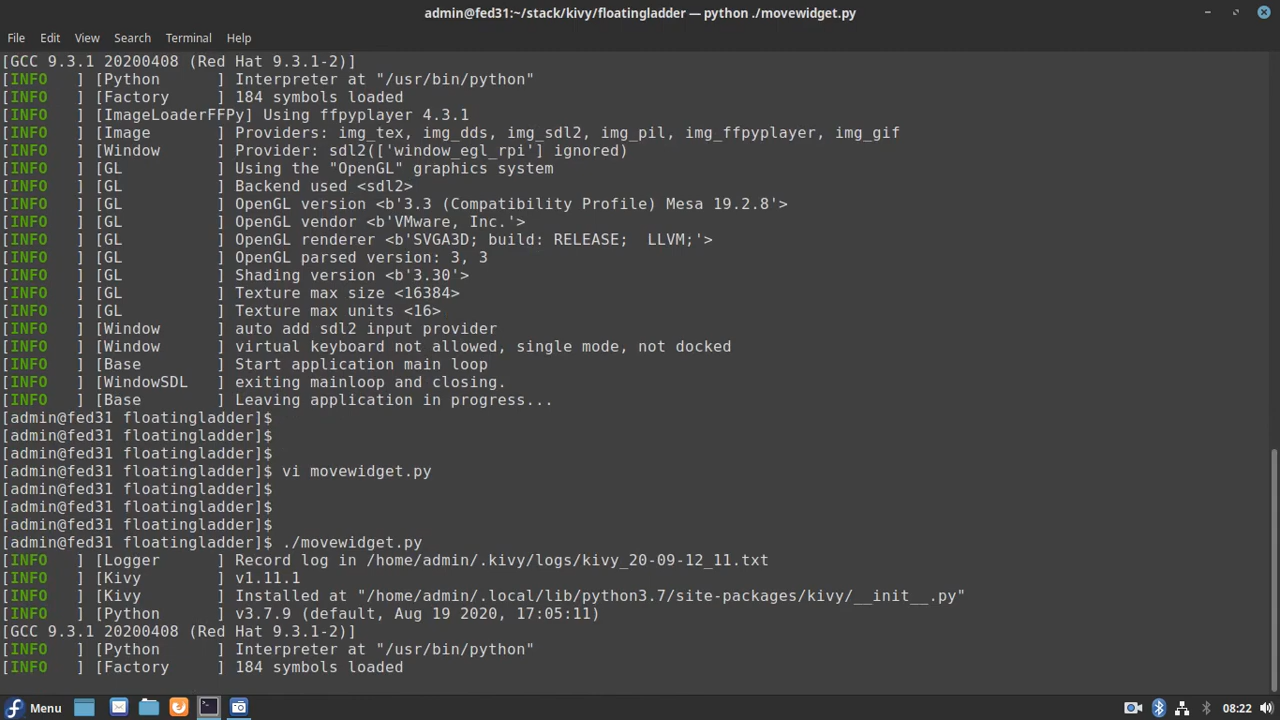 admin@fed31:~/stack/kivy/floatingladder — python ./movewidget.py
File Edit View Search Terminal Help
[GCC 9.3.1 20200408 (Red Hat 9.3.1-2)]
[INFO   ] [Python      ] Interpreter at "/usr/bin/python"
[INFO   ] [Factory     ] 184 symbols loaded
[INFO   ] [ImageLoaderFFPy] Using ffpyplayer 4.3.1
[INFO   ] [Image       ] Providers: img_tex, img_dds, img_sdl2, img_pil, img_ffpyplayer, img_gif
[INFO   ] [Window      ] Provider: sdl2(['window_egl_rpi'] ignored)
[INFO   ] [GL          ] Using the "OpenGL" graphics system
[INFO   ] [GL          ] Backend used <sdl2>
[INFO   ] [GL          ] OpenGL version <b'3.3 (Compatibility Profile) Mesa 19.2.8'>
[INFO   ] [GL          ] OpenGL vendor <b'VMware, Inc.'>
[INFO   ] [GL          ] OpenGL renderer <b'SVGA3D; build: RELEASE;  LLVM;'>
[INFO   ] [GL          ] OpenGL parsed version: 3, 3
[INFO   ] [GL          ] Shading version <b'3.30'>
[INFO   ] [GL          ] Texture max size <16384>
[INFO   ] [GL          ] Texture max units <16>
[INFO   ] [Window      ] auto add sdl2 input provider
[INFO   ] [Window      ] virtual keyboard not allowed, single mode, not docked
[INFO   ] [Base        ] Start application main loop
[INFO   ] [WindowSDL   ] exiting mainloop and closing.
[INFO   ] [Base        ] Leaving application in progress...
[admin@fed31 floatingladder]$
[admin@fed31 floatingladder]$
[admin@fed31 floatingladder]$
[admin@fed31 floatingladder]$ vi movewidget.py
[admin@fed31 floatingladder]$
[admin@fed31 floatingladder]$
[admin@fed31 floatingladder]$
[admin@fed31 floatingladder]$ ./movewidget.py
[INFO   ] [Logger      ] Record log in /home/admin/.kivy/logs/kivy_20-09-12_11.txt
[INFO   ] [Kivy        ] v1.11.1
[INFO   ] [Kivy        ] Installed at "/home/admin/.local/lib/python3.7/site-packages/kivy/__init__.py"
[INFO   ] [Python      ] v3.7.9 (default, Aug 19 2020, 17:05:11)
[GCC 9.3.1 20200408 (Red Hat 9.3.1-2)]
[INFO   ] [Python      ] Interpreter at "/usr/bin/python"
[INFO   ] [Factory     ] 184 symbols loaded
Menu 08:22